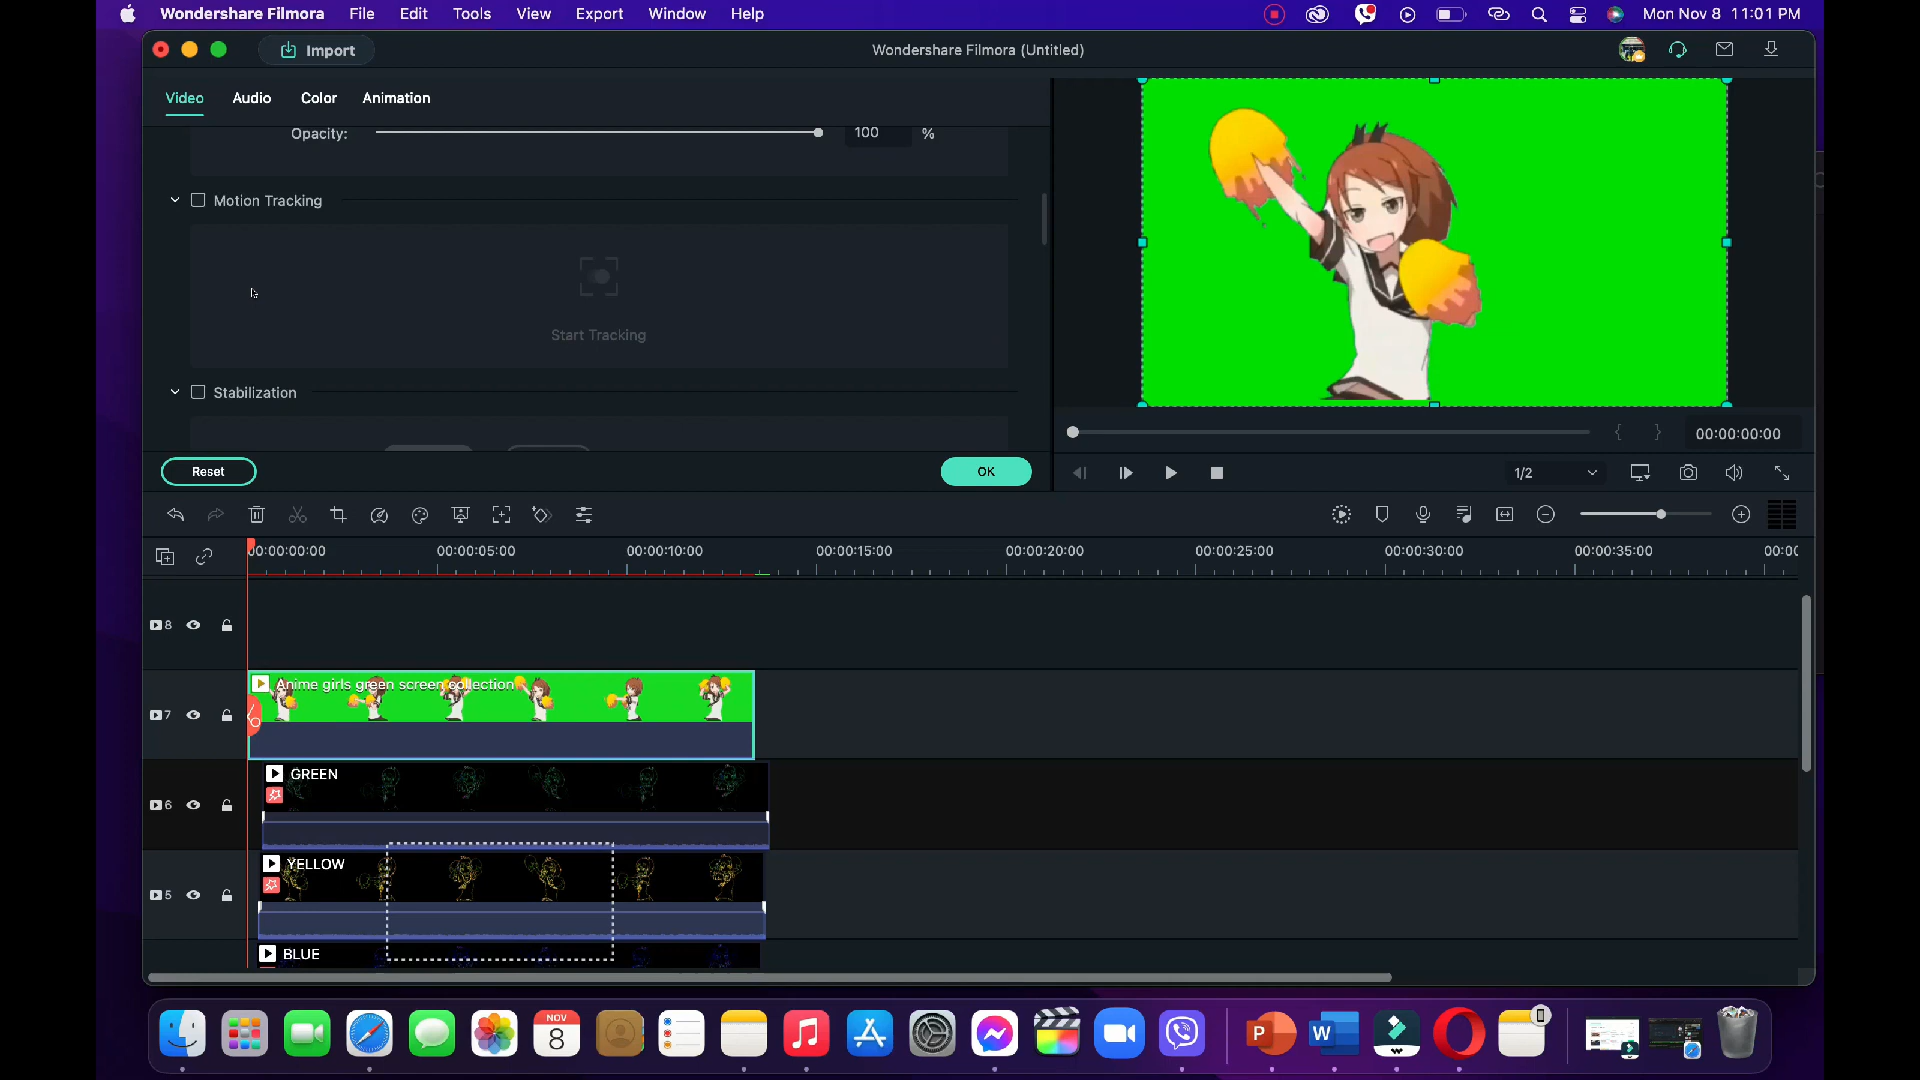 Wondershare Filmora File Edit Tools View Export Window Help Mon Nov 8 11:01 PM
Import Wondershare Filmora (Untitled)
Video Audio Color Animation
Opacity: 100 %
Motion Tracking
Start Tracking
Stabilization
00:00:00:00
Reset OK 1/2
00:00:00:00 00:00:05:00 00:00:10:00 00:00:15:00 00:00:20:00 00:00:25:00 00:00:30:00 00:00:35:00 00:00
8
Anime girls green screen collection
7
GREEN
6
YELLOW
5
BLUE
NOV
8
P W